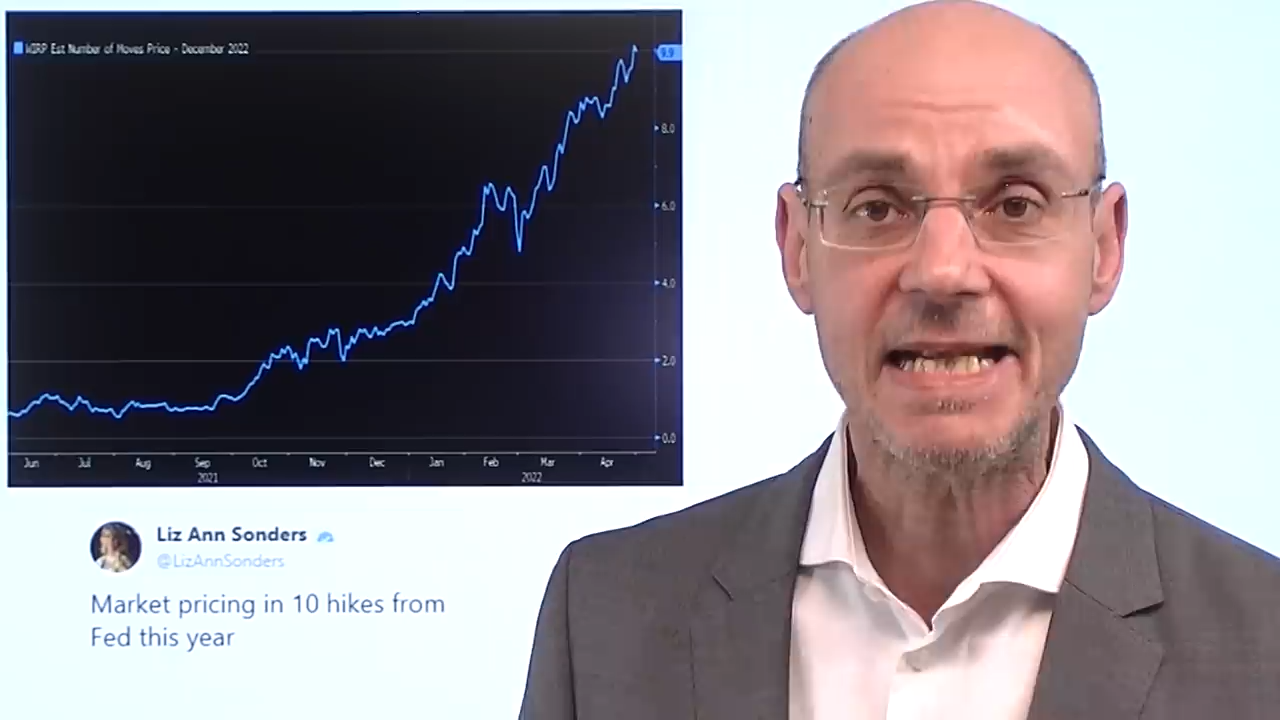 WIRP Est Number of Moves Price - December 2022
9.9
8.0
6.0
4.0
2.0
0.0
Jun Jul Aug Sep Oct Nov Dec Jan Feb Mar Apr
2021 2022
Liz Ann Sonders
@LizAnnSonders
Market pricing in 10 hikes from
Fed this year